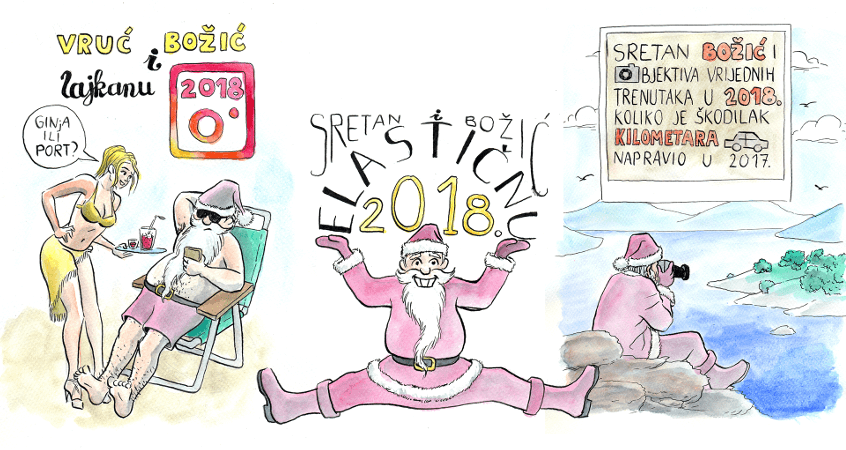 VRUĆ i BOŽIĆ
lajkanu
2018
GINJA
ILI
PORT?
SRETAN i BOŽIĆ
ELASTIČNU
2018.
SRETAN BOŽIĆ I
OBJEKTIVA VRIJEDNIH
TRENUTAKA U 2018.
KOLIKO JE ŠKODILAK
KILOMETARA
NAPRAVIO U 2017.